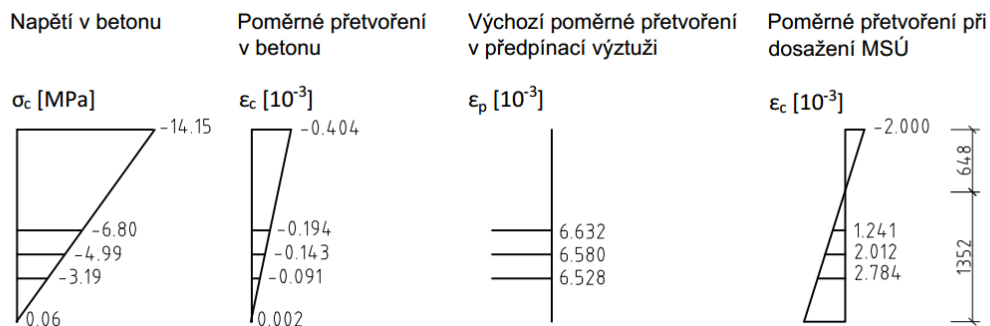 Napětí v betonu
Poměrné přetvoření
v betonu
Výchozí poměrné přetvoření
v předpínací výztuži
Poměrné přetvoření při
dosažení MSÚ
σc [MPa]
εc [10-3]
εp [10-3]
εc [10-3]
-14.15
-6.80
-4.99
-3.19
0.06
-0.404
-0.194
-0.143
-0.091
0.002
6.632
6.580
6.528
-2.000
1.241
2.012
2.784
648
1352